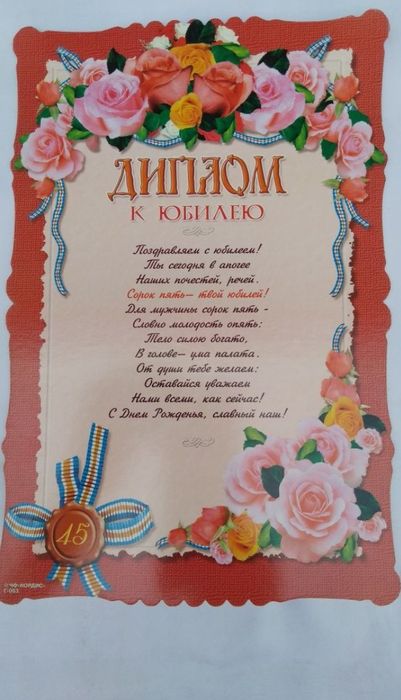 ДИПЛОМ
К ЮБИЛЕЮ
Поздравляем с юбилеем!
Ты сегодня в апогее
Наших почестей, речей.
Сорок пять— твой юбилей!
Для мужчины сорок пять -
Словно молодость опять:
Тело силою богато,
В голове— ума палата.
От души тебе желаем:
Оставайся уважаем
Нами всеми, как сейчас!
С Днем Рожденья, славный наш!
45